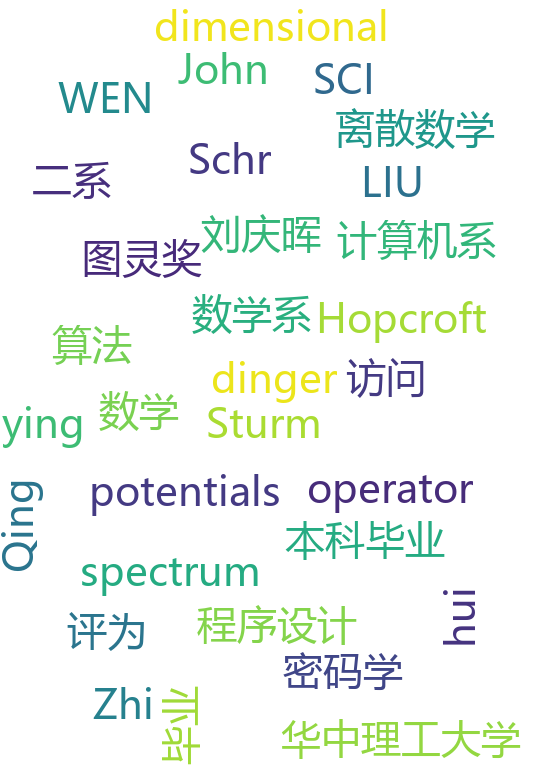 dimensional
John
SCI
WEN
离散数学
Schr
二系
LIU
刘庆晖
计算机系
图灵奖
数学系
Hopcroft
算法
dinger
访问
数学
ying
Sturm
Qing
potentials
operator
本科毕业
spectrum
hui
评为
程序设计
密码学
Zhi
华中理工大学